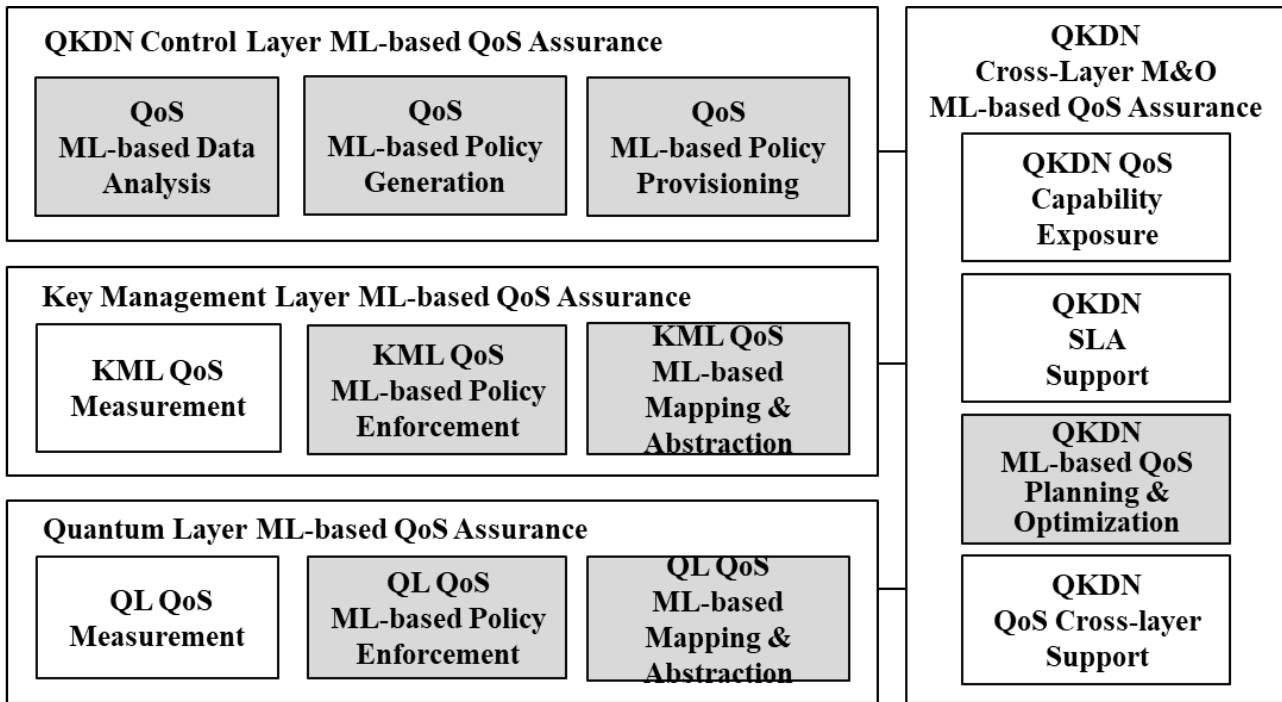 QKDN Control Layer ML-based QoS Assurance
QoS
ML-based Data
Analysis
QoS
ML-based Policy
Generation
QoS
ML-based Policy
Provisioning
Key Management Layer ML-based QoS Assurance
KML QoS
Measurement
KML QoS
ML-based Policy
Enforcement
KML QoS
ML-based
Mapping &
Abstraction
Quantum Layer ML-based QoS Assurance
QL QoS
Measurement
QL QoS
ML-based Policy
Enforcement
QL QoS
ML-based
Mapping &
Abstraction
QKDN
Cross-Layer M&O
ML-based QoS Assurance
QKDN QoS
Capability
Exposure
QKDN
SLA
Support
QKDN
ML-based QoS
Planning &
Optimization
QKDN
QoS Cross-layer
Support